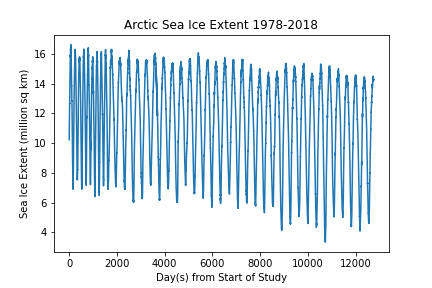 Arctic Sea Ice Extent 1978-2018
Sea Ice Extent (million sq km)
16
14
12
10
8
6
4
0 2000 4000 6000 8000 10000 12000
Day(s) from Start of Study